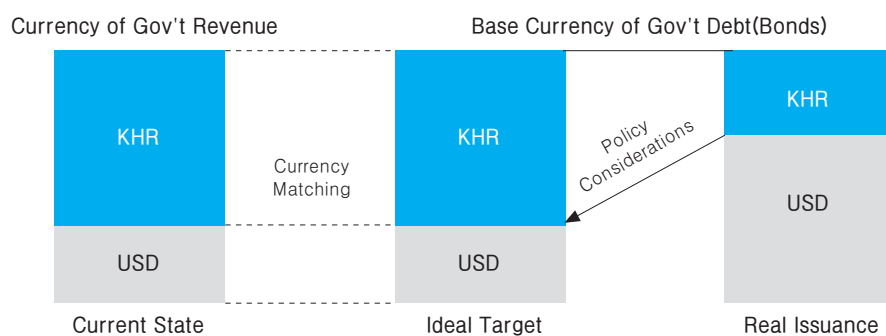 Currency of Gov't Revenue
Base Currency of Gov't Debt(Bonds)
KHR
KHR
KHR
Currency
Matching
Policy
Considerations
USD
USD
USD
Current State
Ideal Target
Real Issuance